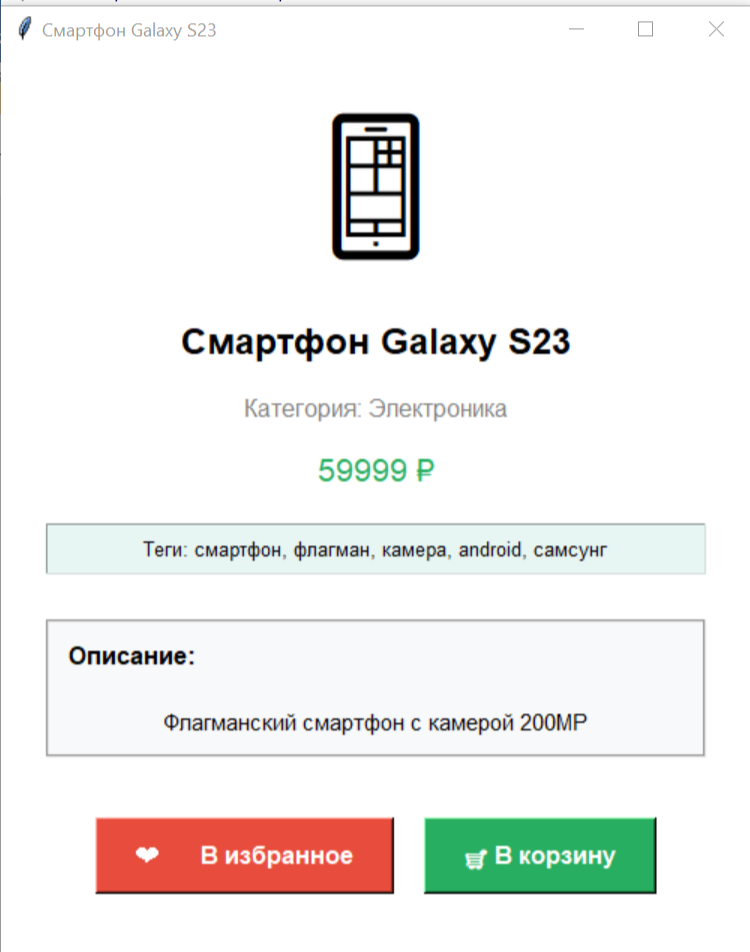 Смартфон Galaxy S23
Смартфон Galaxy S23
Категория: Электроника
59999 ₽
Теги: смартфон, флагман, камера, android, самсунг
Описание:
Флагманский смартфон с камерой 200MP
❤ В избранное
🛒 В корзину